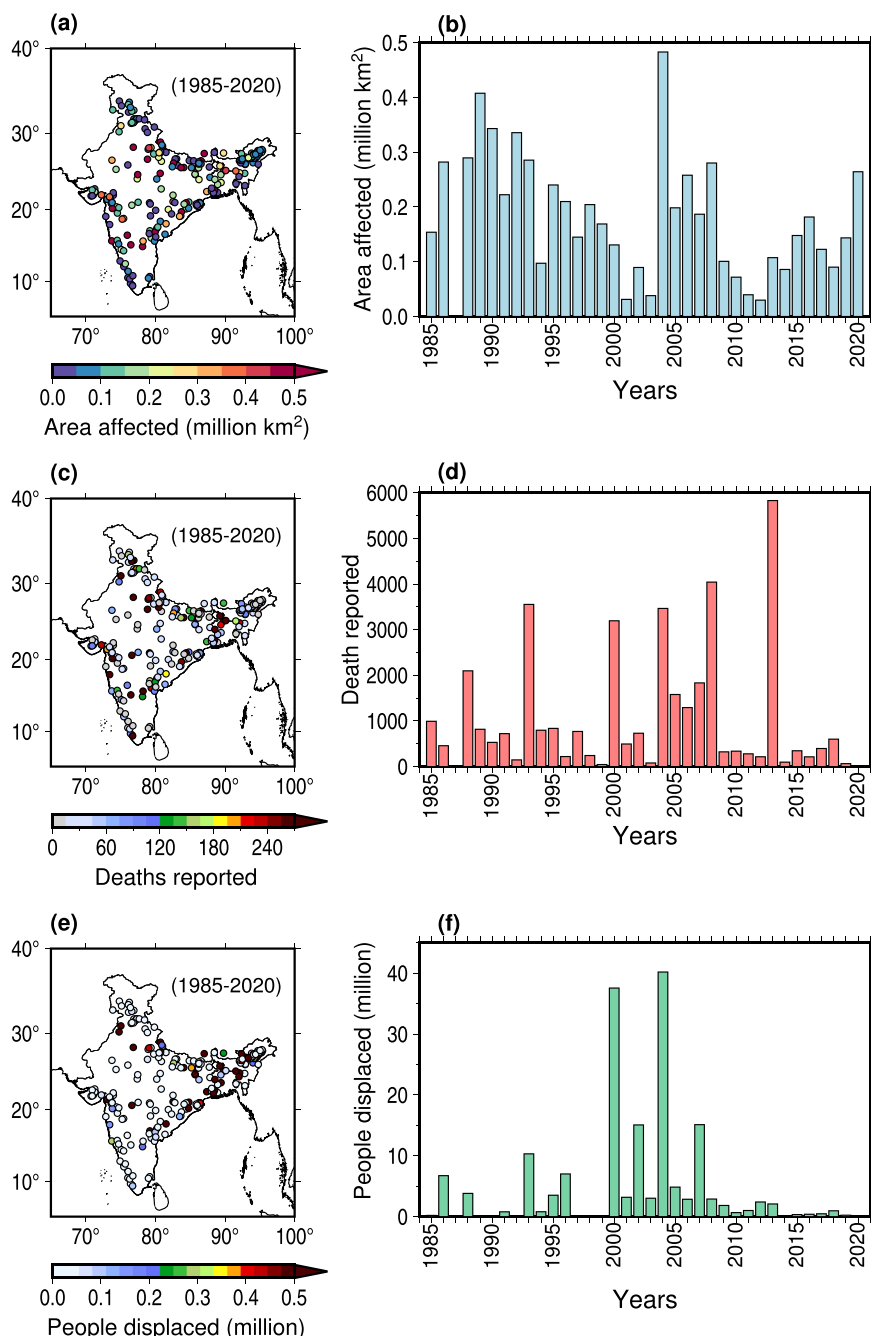 (a)
(1985-2020)
40°
30°
20°
10°
70° 80° 90° 100°
0.0 0.1 0.2 0.3 0.4 0.5
Area affected (million km²)
(b)
Area affected (million km²)
0.5
0.4
0.3
0.2
0.1
0.0
1985 1990 1995 2000 2005 2010 2015 2020
Years
(c)
(1985-2020)
40°
30°
20°
10°
70° 80° 90° 100°
0 60 120 180 240
Deaths reported
(d)
Death reported
6000
5000
4000
3000
2000
1000
0
1985 1990 1995 2000 2005 2010 2015 2020
Years
(e)
(1985-2020)
40°
30°
20°
10°
70° 80° 90° 100°
0.0 0.1 0.2 0.3 0.4 0.5
People displaced (million)
(f)
People displaced (million)
40
30
20
10
0
1985 1990 1995 2000 2005 2010 2015 2020
Years